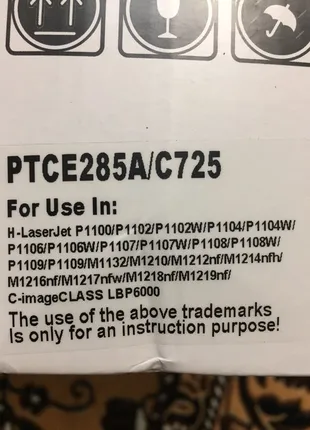 PTCE285A/C725
For Use In:
H-LaserJet P1100/P1102/P1102W/P1104/P1104W/
P1106/P1106W/P1107/P1107W/P1108/P1108W/
P1109/P1109/M1132/M1210/M1212nf/M1214nfh/
M1216nf/M1217nfw/M1218nf/M1219nf/
C-imageCLASS LBP6000
The use of the above trademarks
Is only for an instruction purpose!